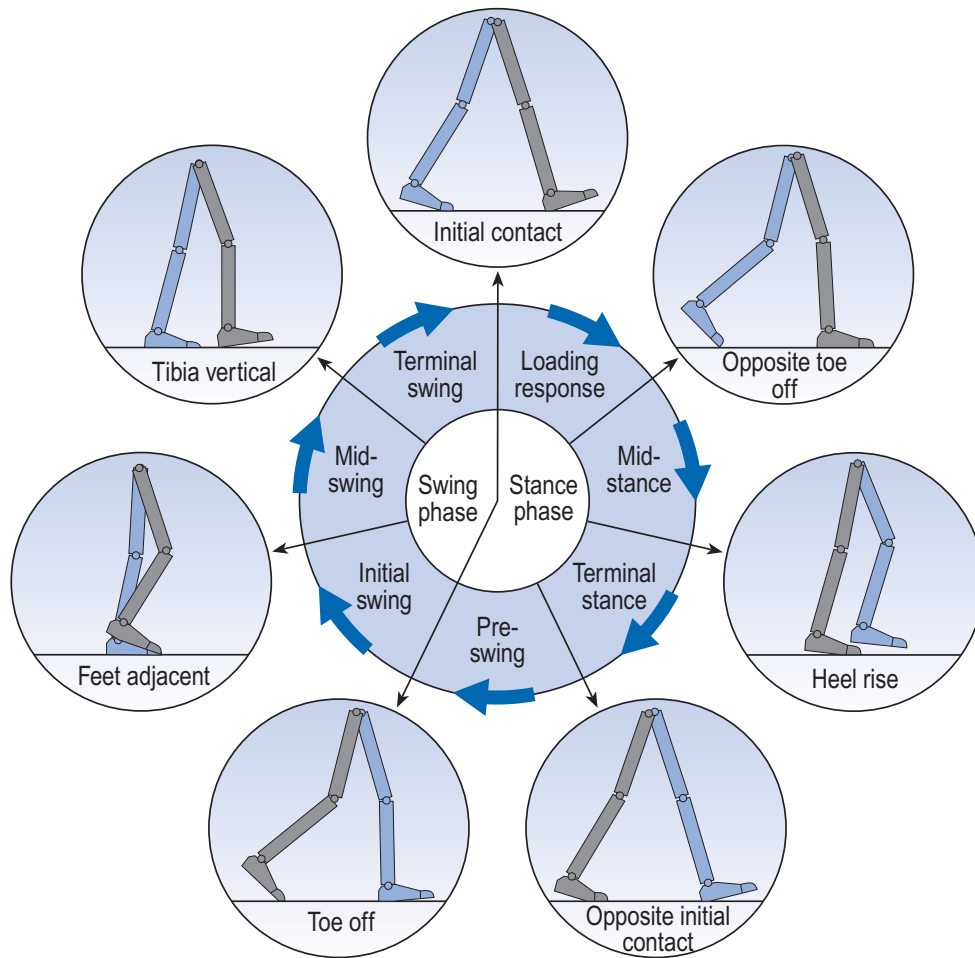 Initial contact
Opposite toe
off
Heel rise
Opposite initial
contact
Toe off
Feet adjacent
Tibia vertical
Loading
response
Mid-
stance
Terminal
stance
Pre-
swing
Initial
swing
Mid-
swing
Terminal
swing
Swing
phase
Stance
phase